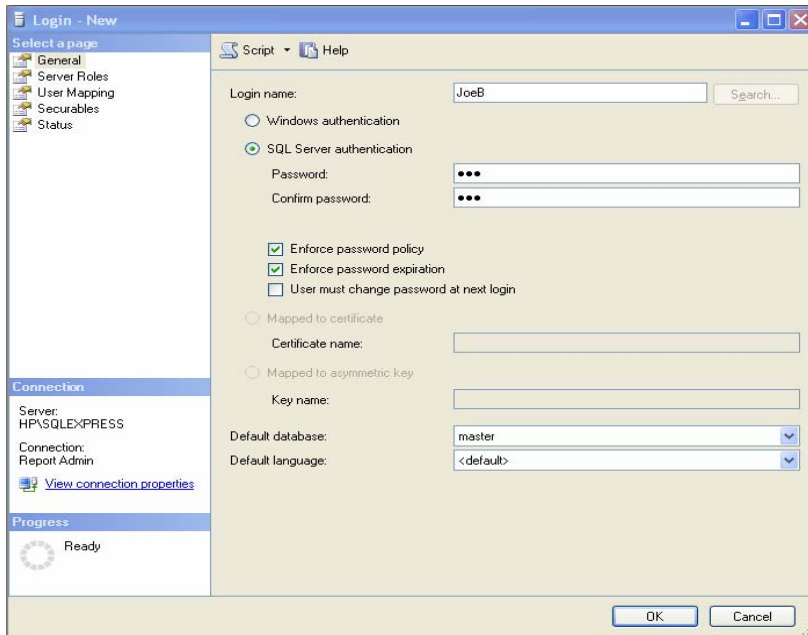 Login - New
Select a page
General
Server Roles
User Mapping
Securables
Status
Script Help
Login name: JoeB Search...
Windows authentication
SQL Server authentication
Password: •••
Confirm password: •••
Enforce password policy
Enforce password expiration
User must change password at next login
Mapped to certificate
Certificate name:
Mapped to asymmetric key
Key name:
Default database: master
Default language: <default>
Connection
Server:
HP\SQLEXPRESS
Connection:
Report Admin
View connection properties
Progress
Ready
OK Cancel